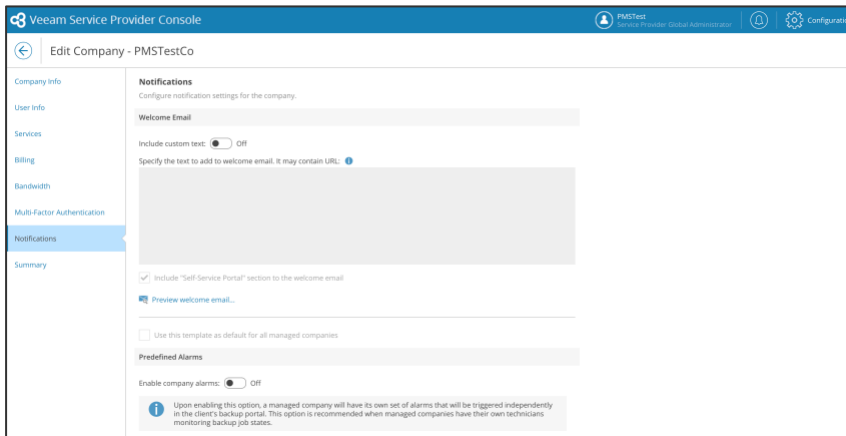 Veeam Service Provider Console
PMSTest
Service Provider Global Administrator
Configuratio
Edit Company - PMSTestCo
Company Info
User Info
Services
Billing
Bandwidth
Multi-Factor Authentication
Notifications
Summary
Notifications
Configure notification settings for the company.
Welcome Email
Include custom text: Off
Specify the text to add to welcome email. It may contain URL:
Include "Self-Service Portal" section to the welcome email
Preview welcome email...
Use this template as default for all managed companies
Predefined Alarms
Enable company alarms: Off
Upon enabling this option, a managed company will have its own set of alarms that will be triggered independently
in the client's backup portal. This option is recommended when managed companies have their own technicians
monitoring backup job states.